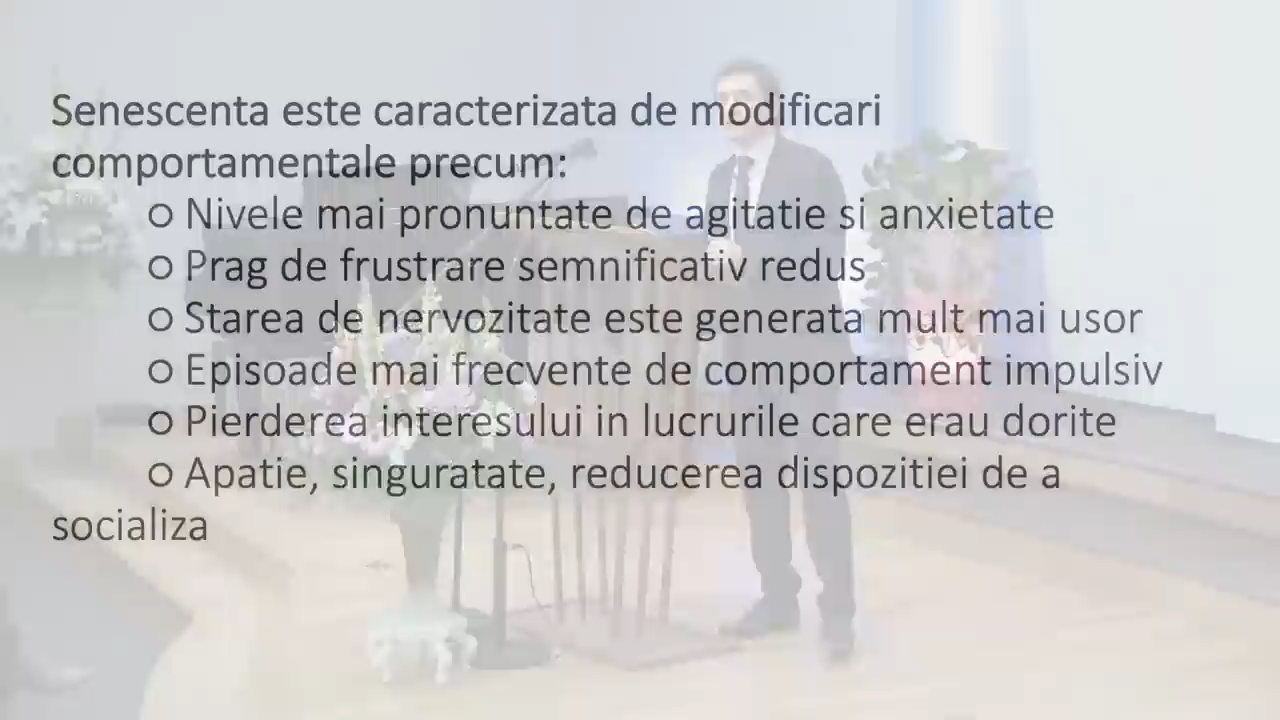 Senescenta este caracterizata de modificari
comportamentale precum:
○ Nivele mai pronuntate de agitatie si anxietate
○ Prag de frustrare semnificativ redus
○ Starea de nervozitate este generata mult mai usor
○ Episoade mai frecvente de comportament impulsiv
○ Pierderea interesului in lucrurile care erau dorite
○ Apatie, singuratate, reducerea dispozitiei de a
socializa